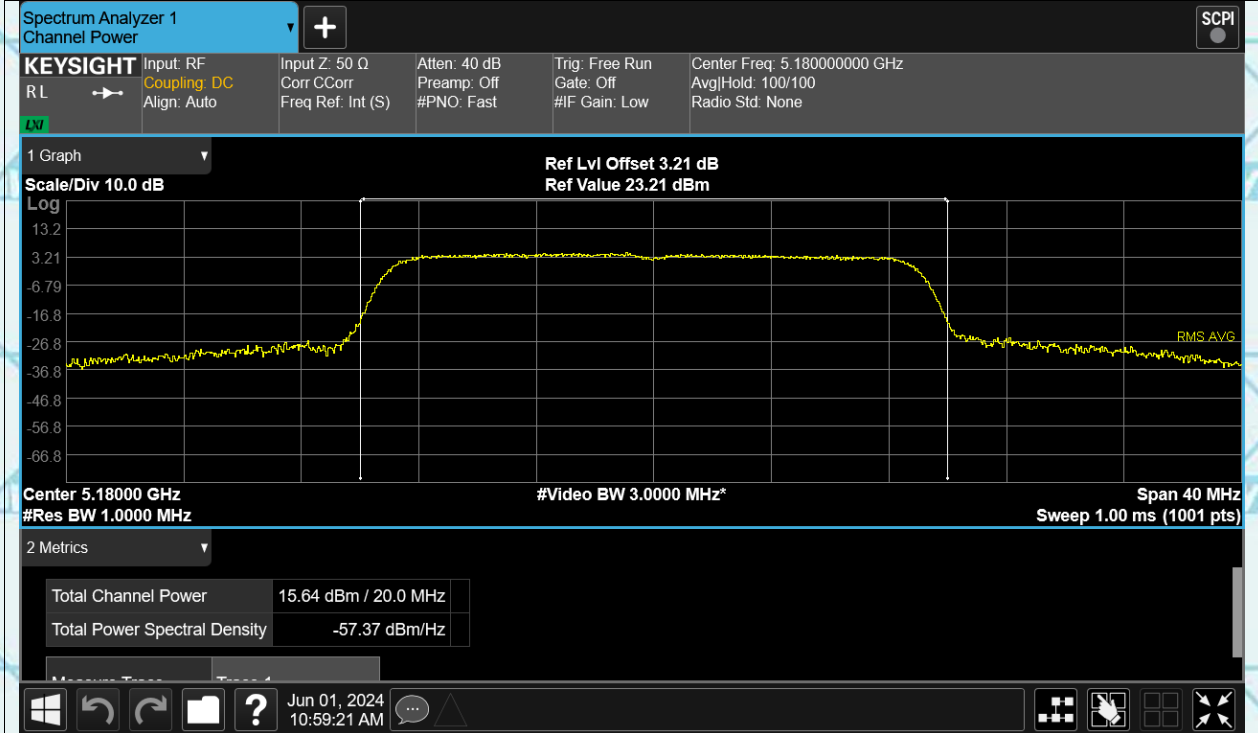 Spectrum Analyzer 1
Channel Power
SCPI
KEYSIGHT
R L
LXI
Input: RF
Coupling: DC
Align: Auto
Input Z: 50 Ω
Corr CCorr
Freq Ref: Int (S)
Atten: 40 dB
Preamp: Off
#PNO: Fast
Trig: Free Run
Gate: Off
#IF Gain: Low
Center Freq: 5.180000000 GHz
Avg|Hold: 100/100
Radio Std: None
1 Graph
Ref Lvl Offset 3.21 dB
Scale/Div 10.0 dB
Ref Value 23.21 dBm
Log
13.2
3.21
-6.79
-16.8
-26.8
-36.8
-46.8
-56.8
-66.8
RMS AVG
Center 5.18000 GHz
#Video BW 3.0000 MHz*
Span 40 MHz
#Res BW 1.0000 MHz
Sweep 1.00 ms (1001 pts)
2 Metrics
Total Channel Power
15.64 dBm / 20.0 MHz
Total Power Spectral Density
-57.37 dBm/Hz
Measure Trace
Trace 1
?
Jun 01, 2024
10:59:21 AM